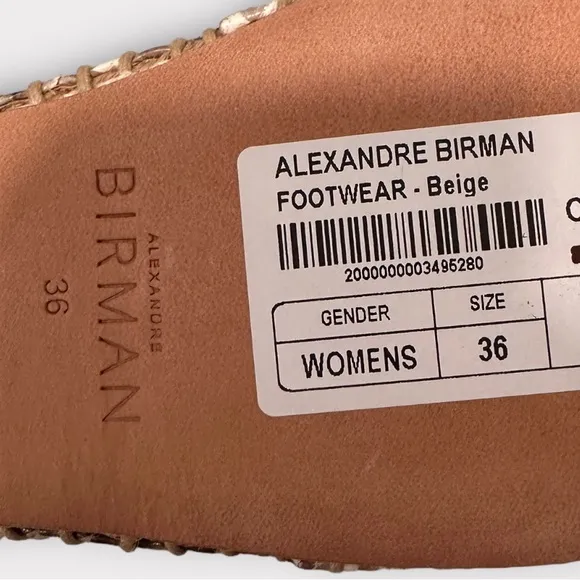 ALEXANDRE
BIRMAN
36
ALEXANDRE BIRMAN
FOOTWEAR - Beige
2000000003495280
GENDER
SIZE
WOMENS
36